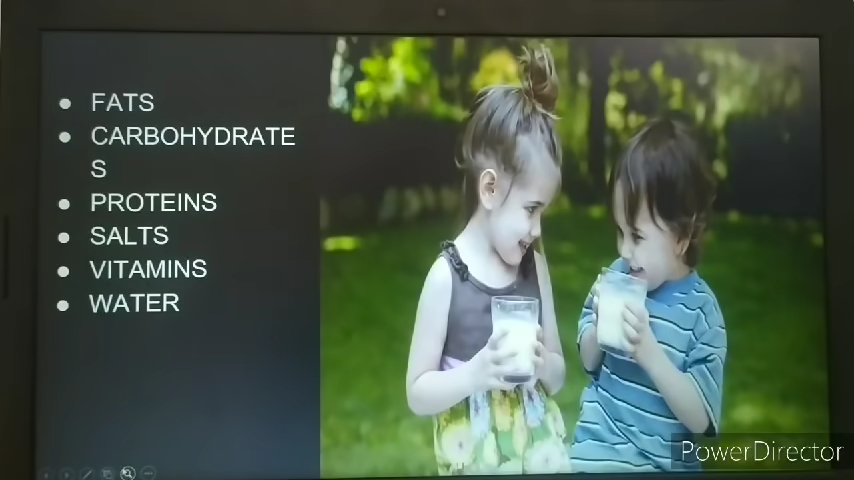 FATS
CARBOHYDRATE
S
PROTEINS
SALTS
VITAMINS
WATER
PowerDirector